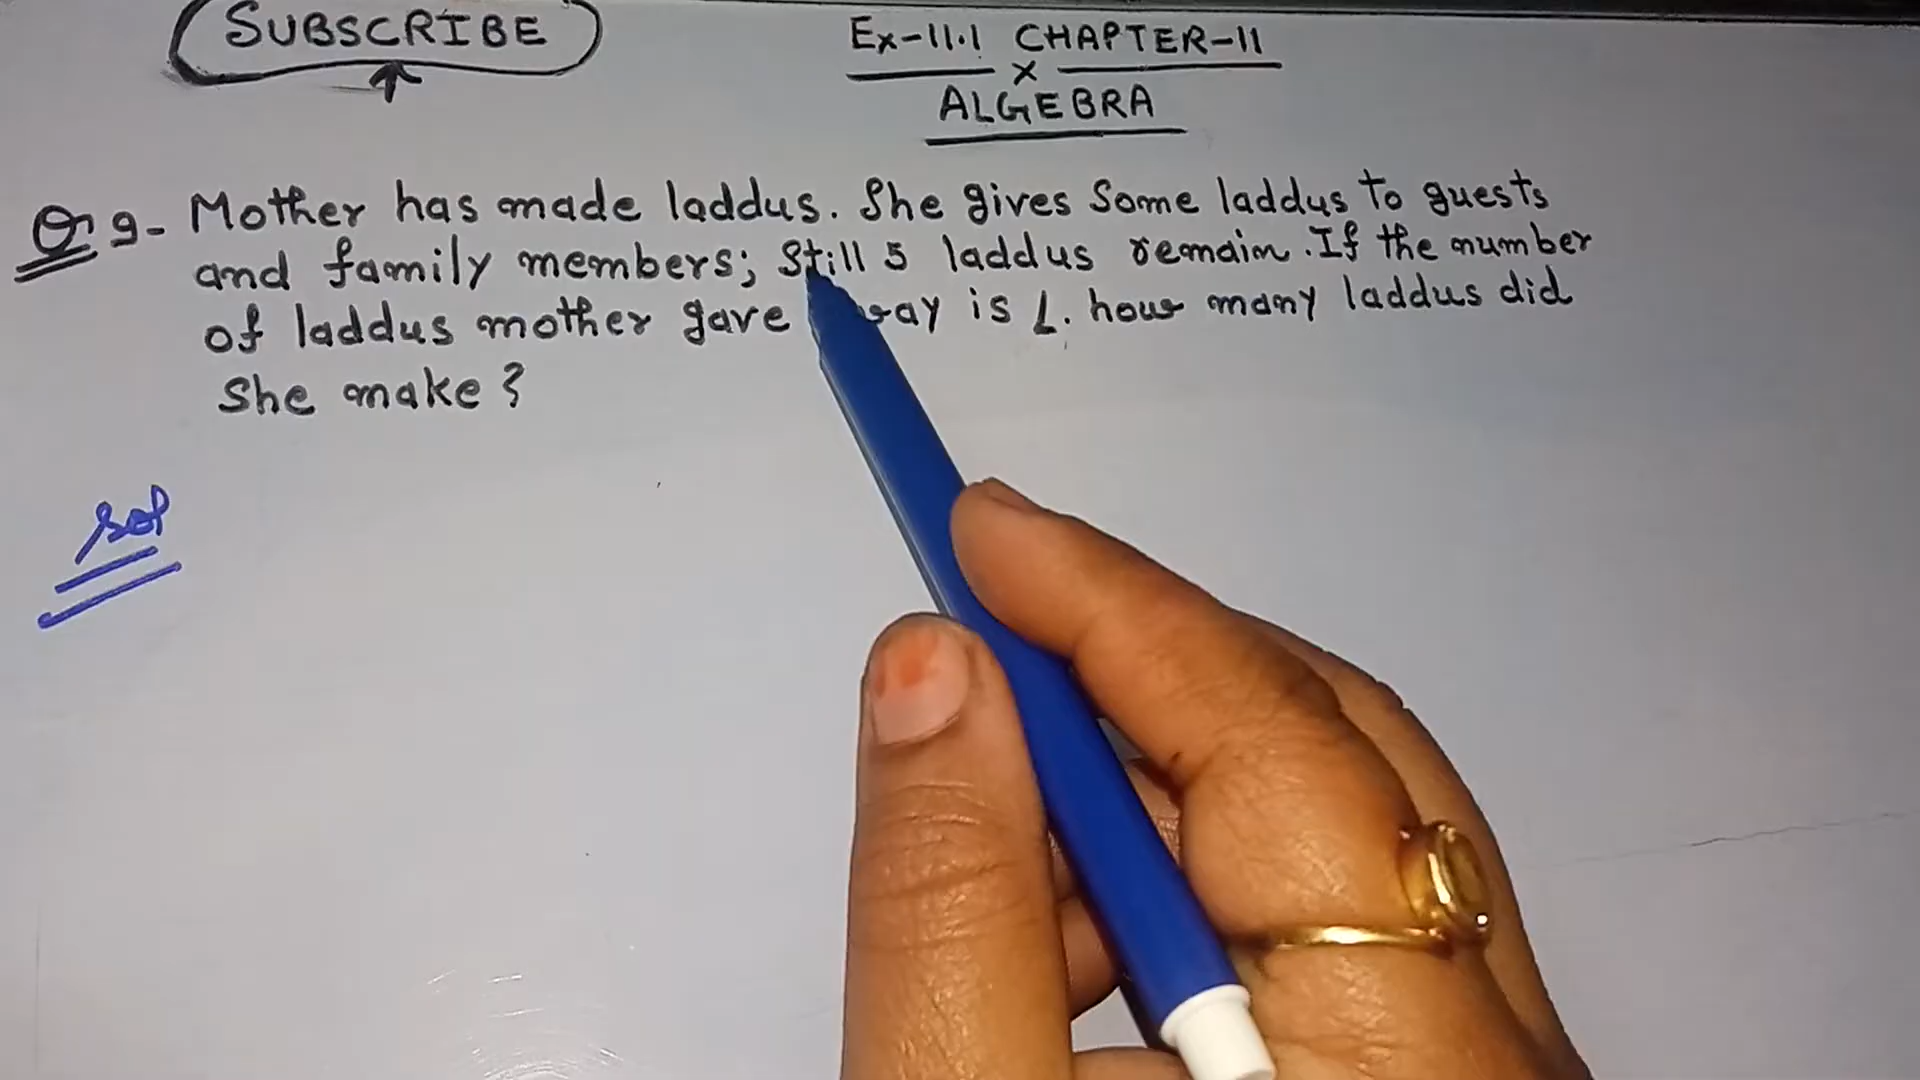 SUBSCRIBE
Ex-11.1 CHAPTER-11
x
ALGEBRA
Q 9- Mother has made laddus. She gives Some laddus to guests
and family members; Still 5 laddus remain. If the number
of laddus mother gave is L. how many laddus did
She make?
sol